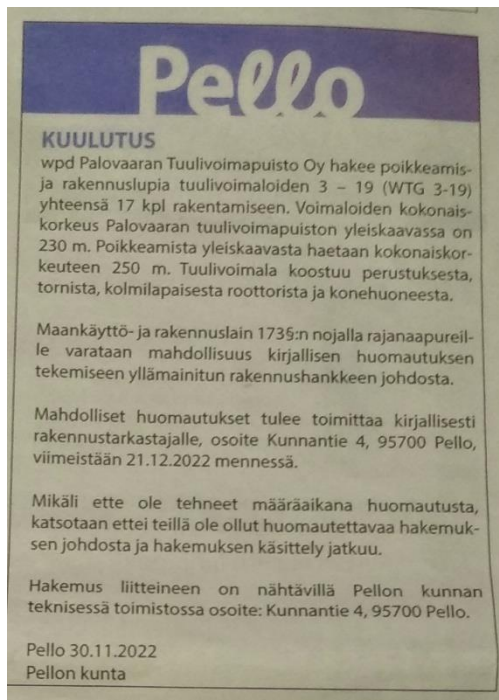 Pello
KUULUTUS
wpd Palovaaran Tuulivoimapuisto Oy hakee poikkeamis-
ja rakennuslupia tuulivoimaloiden 3 – 19 (WTG 3-19)
yhteensä 17 kpl rakentamiseen. Voimaloiden kokonais-
korkeus Palovaaran tuulivoimapuiston yleiskaavassa on
230 m. Poikkeamista yleiskaavasta haetaan kokonaiskor-
keuteen 250 m. Tuulivoimala koostuu perustuksesta,
tornista, kolmilapaisesta roottorista ja konehuoneesta.
Maankäyttö- ja rakennuslain 173§:n nojalla rajanaapureil-
le varataan mahdollisuus kirjallisen huomautuksen
tekemiseen yllämainitun rakennushankkeen johdosta.
Mahdolliset huomautukset tulee toimittaa kirjallisesti
rakennustarkastajalle, osoite Kunnantie 4, 95700 Pello,
viimeistään 21.12.2022 mennessä.
Mikäli ette ole tehneet määräaikana huomautusta,
katsotaan ettei teillä ole ollut huomautettavaa hakemuk-
sen johdosta ja hakemuksen käsittely jatkuu.
Hakemus liitteineen on nähtävillä Pellon kunnan
teknisessä toimistossa osoite: Kunnantie 4, 95700 Pello.
Pello 30.11.2022
Pellon kunta